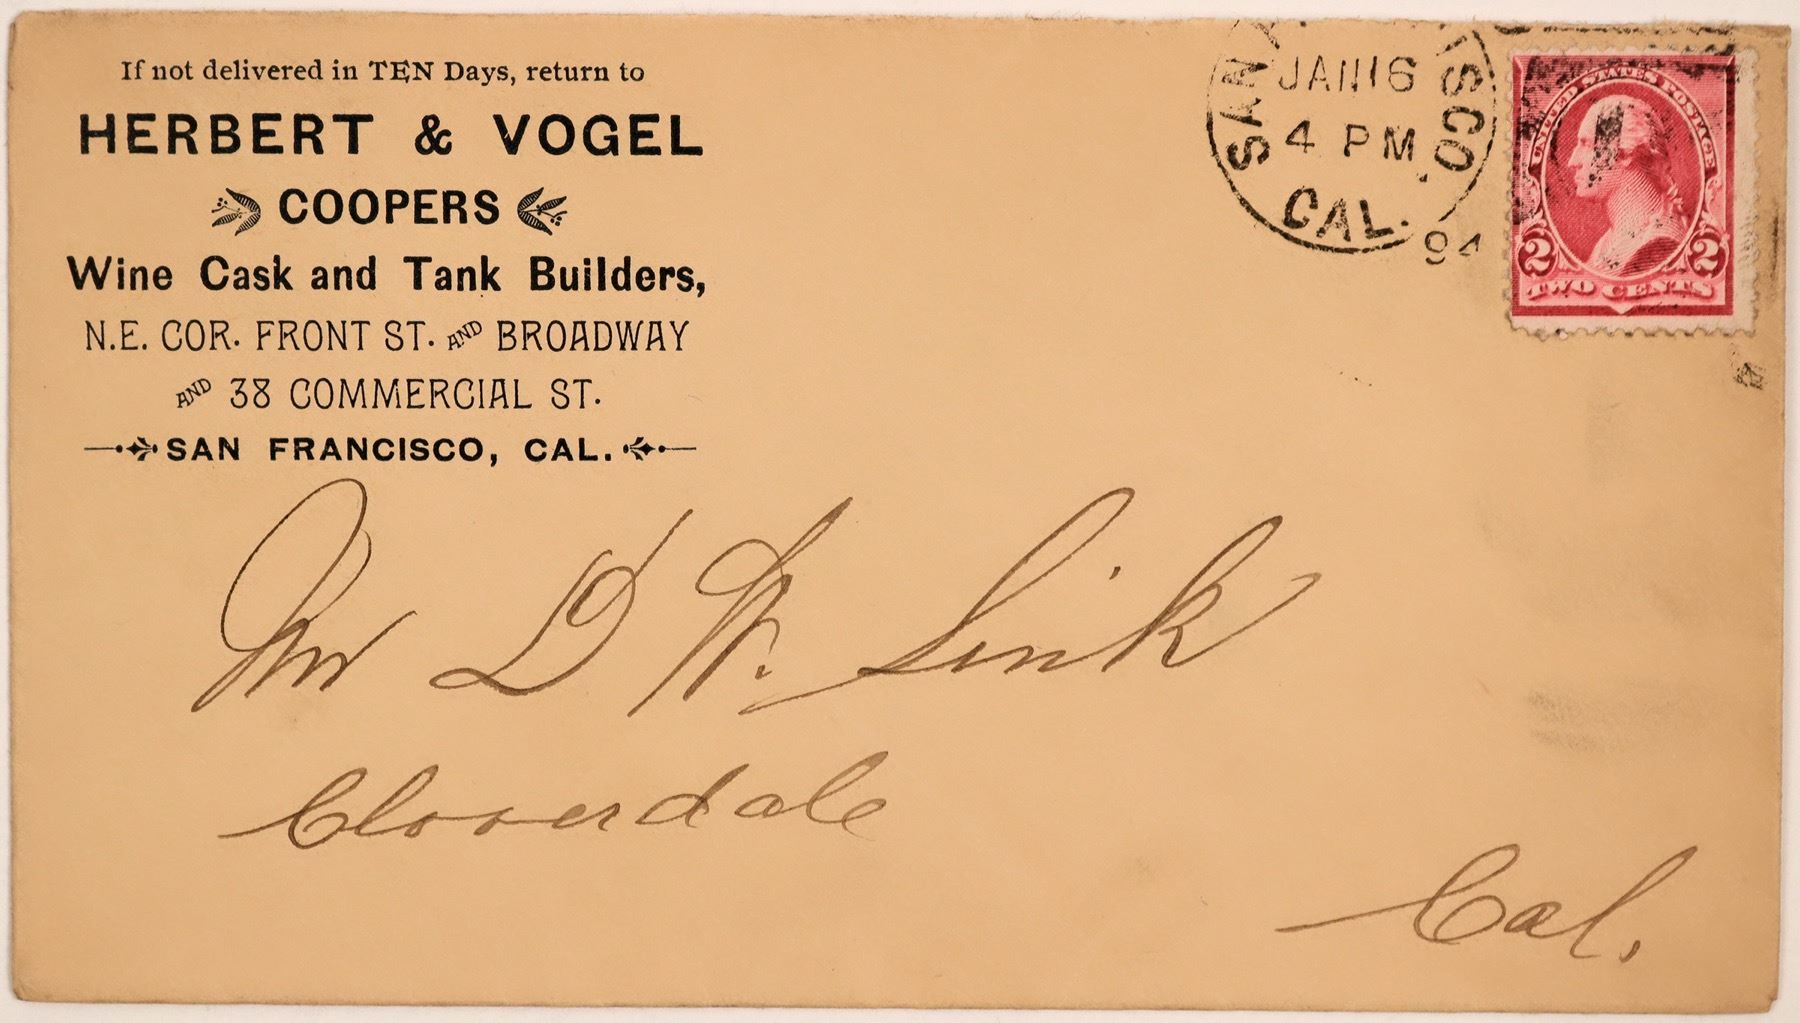 If not delivered in TEN Days, return to
HERBERT & VOGEL
COOPERS
Wine Cask and Tank Builders,
N.E. COR. FRONT ST. AND BROADWAY
AND 38 COMMERCIAL ST.
SAN FRANCISCO, CAL.
SAN
JAN 16
4 PM
CAL.
94
UNITED STATES POSTAGE
2 2
TWO CENTS
Mr D W. Sink
Cloverdale
Cal.